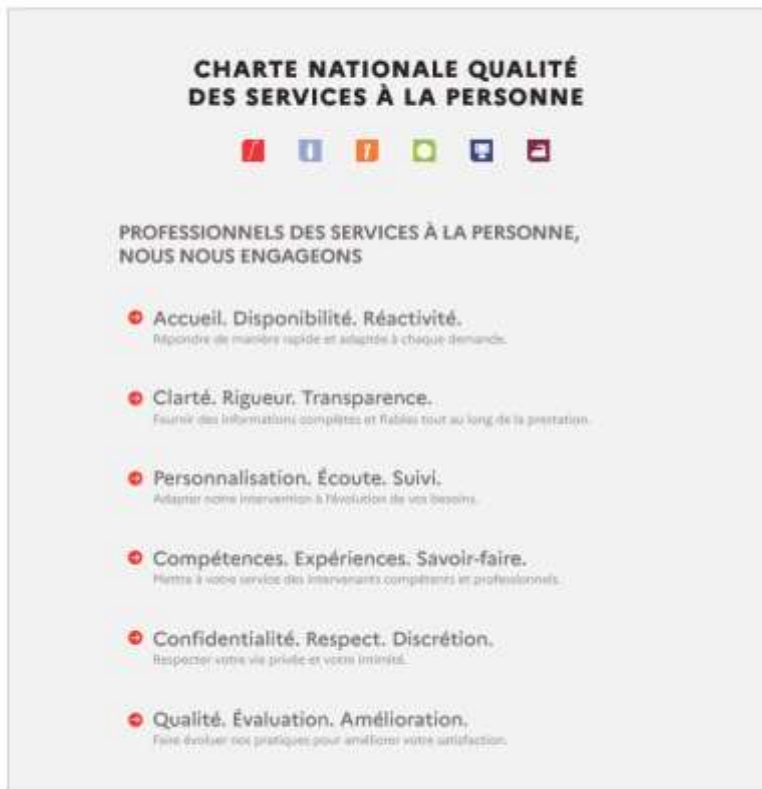 CHARTE NATIONALE QUALITÉ
DES SERVICES À LA PERSONNE
PROFESSIONNELS DES SERVICES À LA PERSONNE,
NOUS NOUS ENGAGEONS
Accueil. Disponibilité. Réactivité.
Répondre de manière rapide et adaptée à chaque demande.
Clarté. Rigueur. Transparence.
Fournir des informations complètes et fiables tout au long de la prestation.
Personnalisation. Écoute. Suivi.
Adapter notre intervention à l'évolution de vos besoins.
Compétences. Expériences. Savoir-faire.
Mettre à votre service des intervenants compétents et professionnels.
Confidentialité. Respect. Discrétion.
Respecter votre vie privée et votre intimité.
Qualité. Évaluation. Amélioration.
Faire évoluer nos pratiques pour améliorer votre satisfaction.